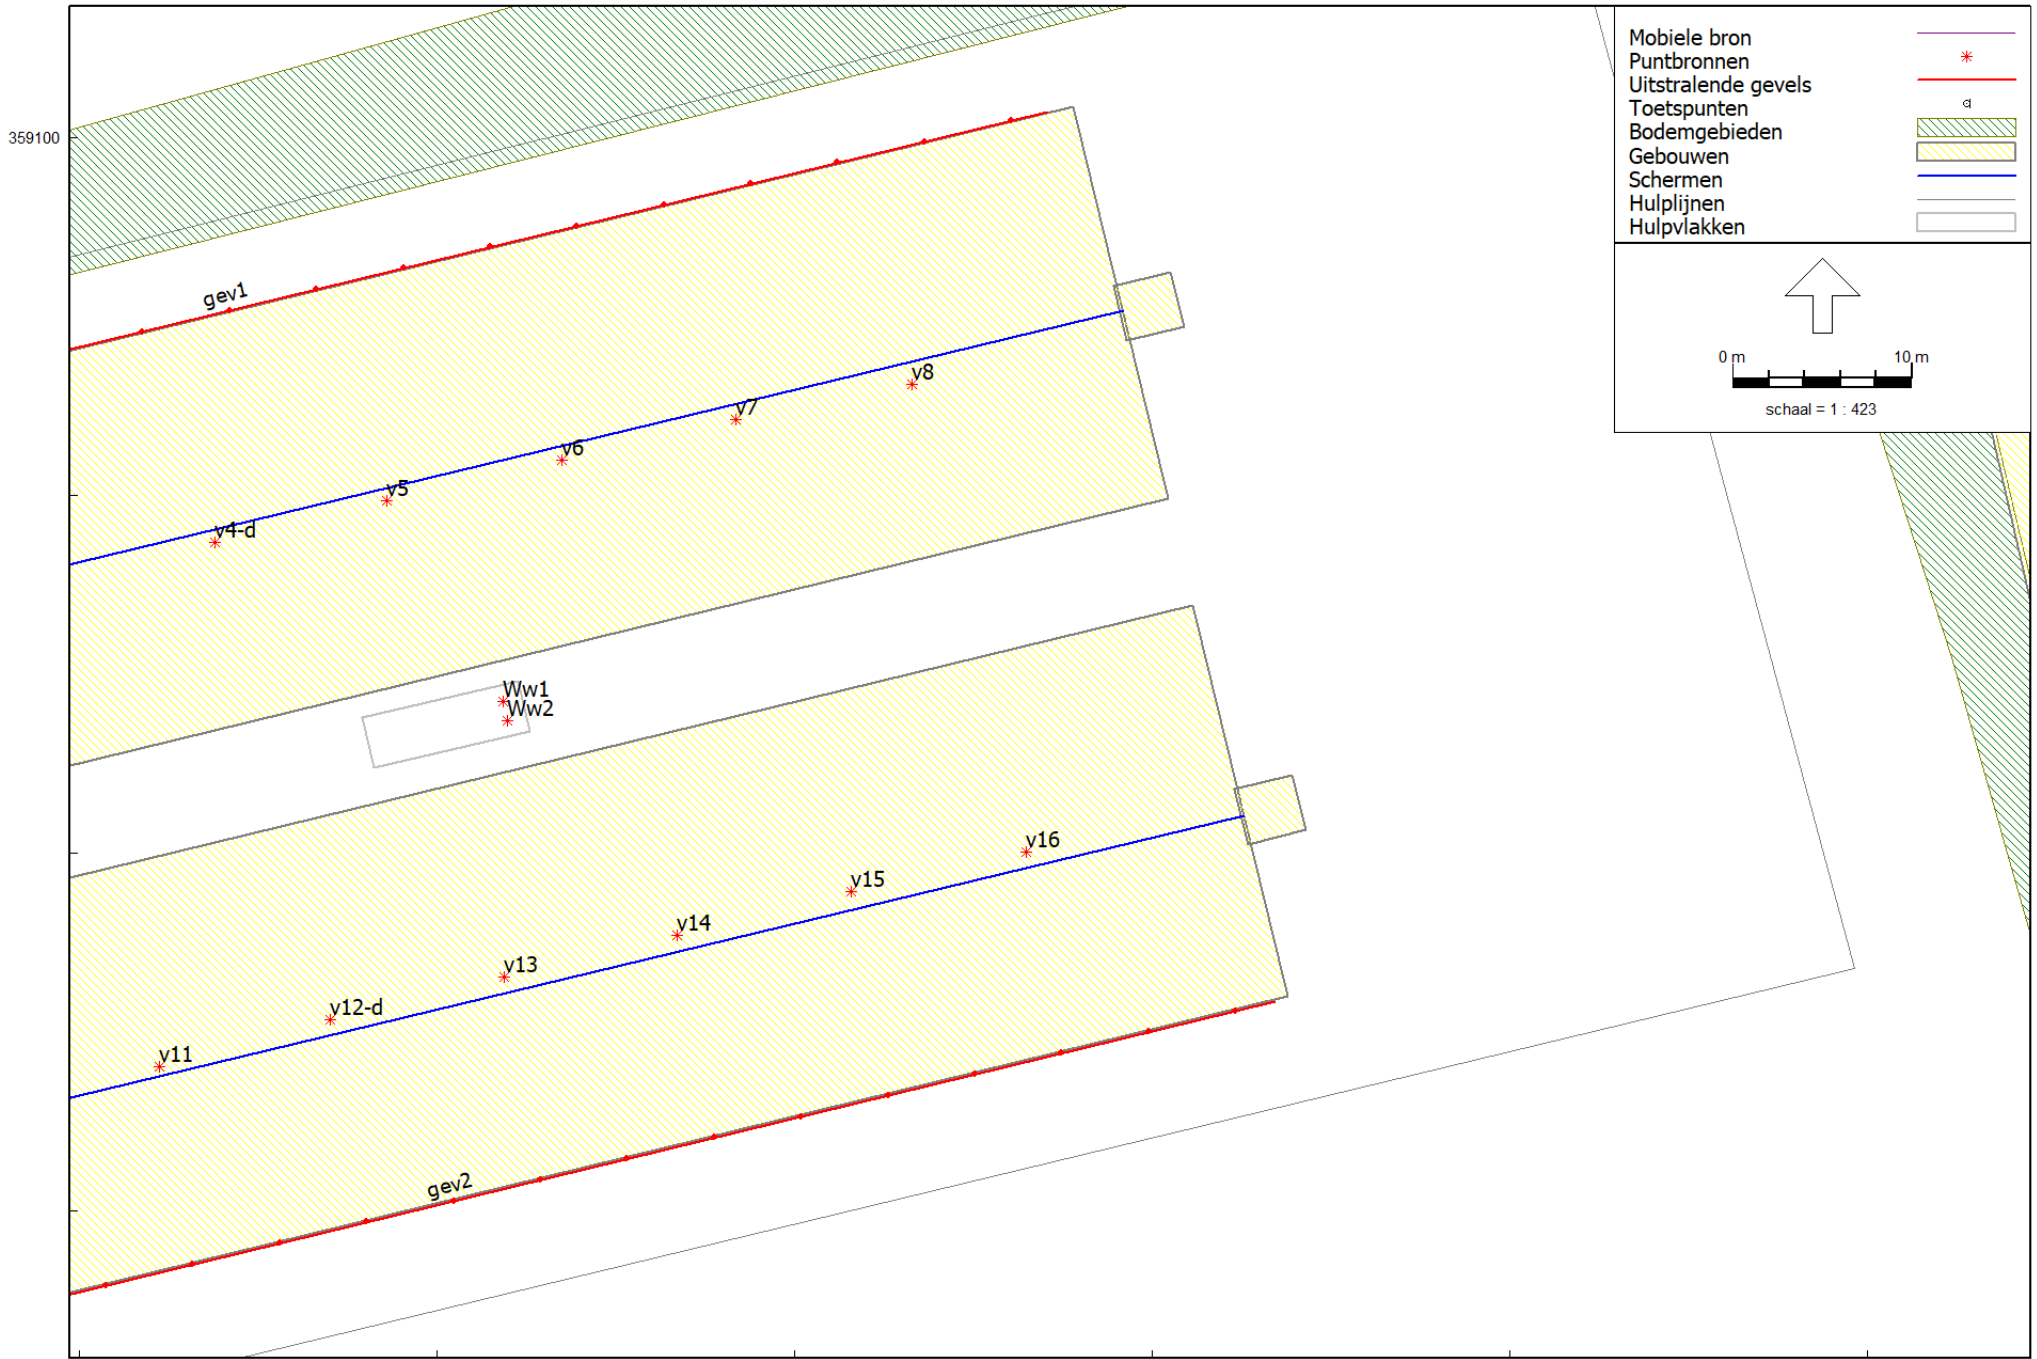 Mobiele bron
Puntbronnen
Uitstralende gevels
Toetspunten
Bodemgebieden
Gebouwen
Schermen
Hulplijnen
Hulpvlakken
0 m 10 m
schaal = 1 : 423
359100
gev1
v8
v7
v6
v5
v4-d
Ww1
Ww2
v16
v15
v14
v13
v12-d
v11
gev2